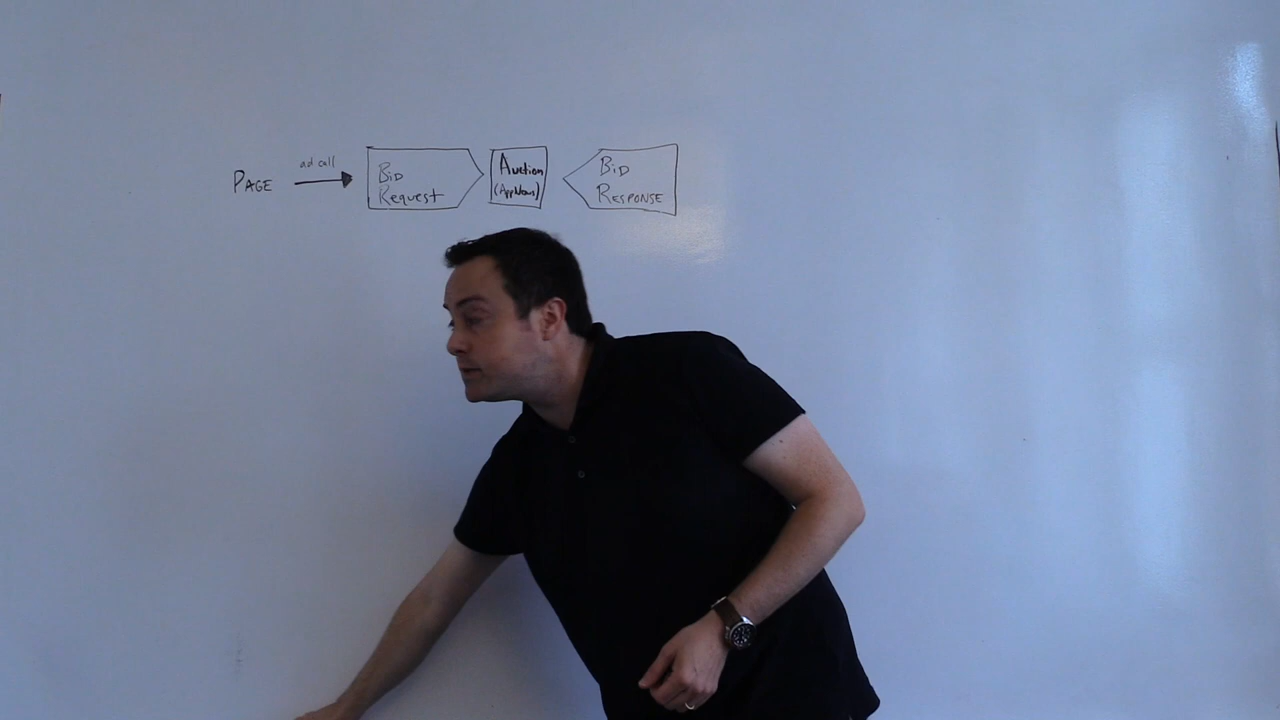 PAGE
ad call
BiD
Request
Auction
(AppNexus)
BiD
RESPONSE